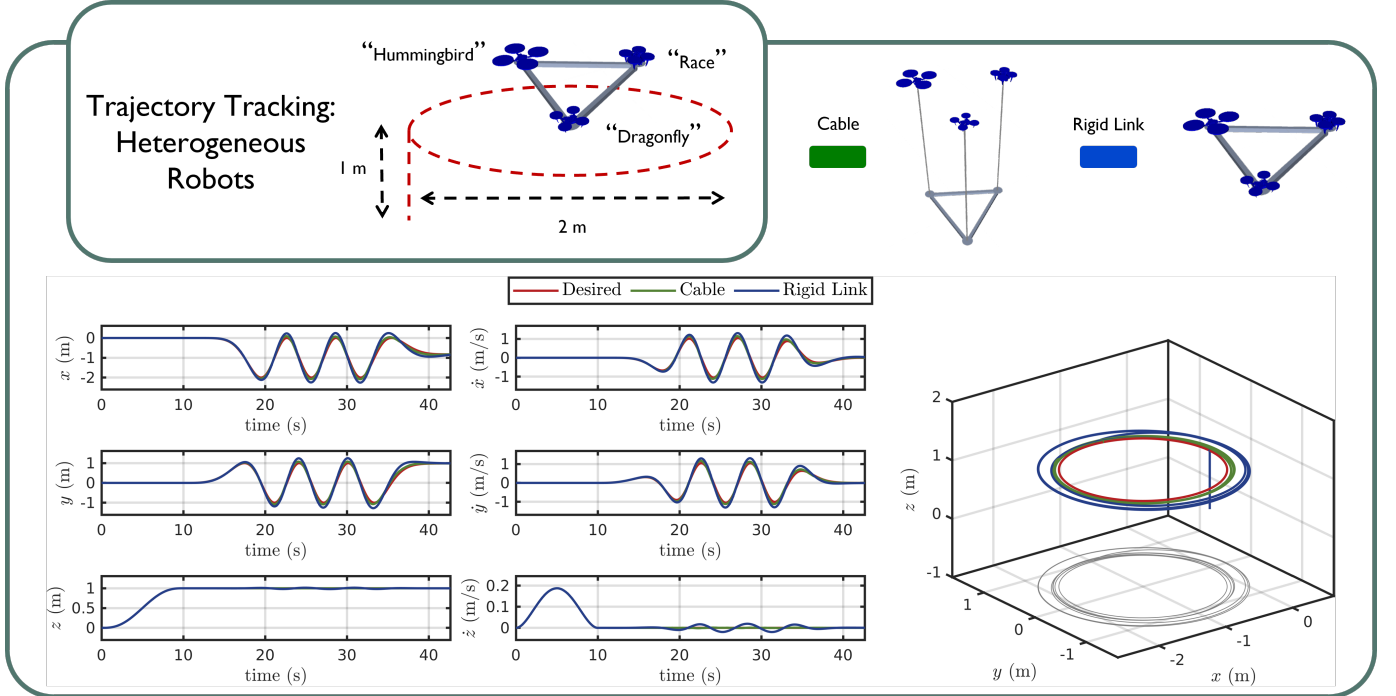 Trajectory Tracking:
Heterogeneous
Robots
“Hummingbird”
“Race”
“Dragonfly”
1 m
2 m
Cable
Rigid Link
Desired
Cable
Rigid Link
x (m)
0
-1
-2
0 10 20 30 40
time (s)
ẋ (m/s)
1
0
-1
0 10 20 30 40
time (s)
y (m)
1
0
-1
0 10 20 30 40
time (s)
ẏ (m/s)
1
0
-1
0 10 20 30 40
time (s)
z (m)
1
0.5
0
0 10 20 30 40
time (s)
ż (m/s)
0.2
0.1
0
0 10 20 30 40
time (s)
z (m)
2
1
0
-1
1
0
-1
y (m)
-2
-1
0
x (m)